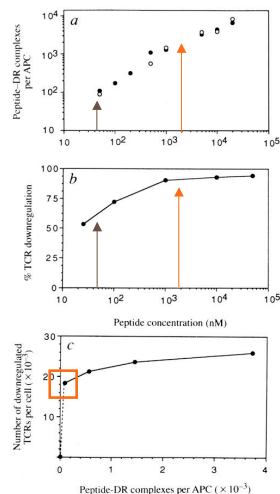 a
Peptide–DR complexes
per APC
10⁴
10³
10²
10
10 10² 10³ 10⁴ 10⁵
b
% TCR downregulation
100
75
50
25
0
10 10² 10³ 10⁴ 10⁵
Peptide concentration (nM)
c
Number of downregulated
TCRs per cell (×10⁻³)
30
20
10
0
0 1 2 3 4
Peptide-DR complexes per APC (×10⁻³)